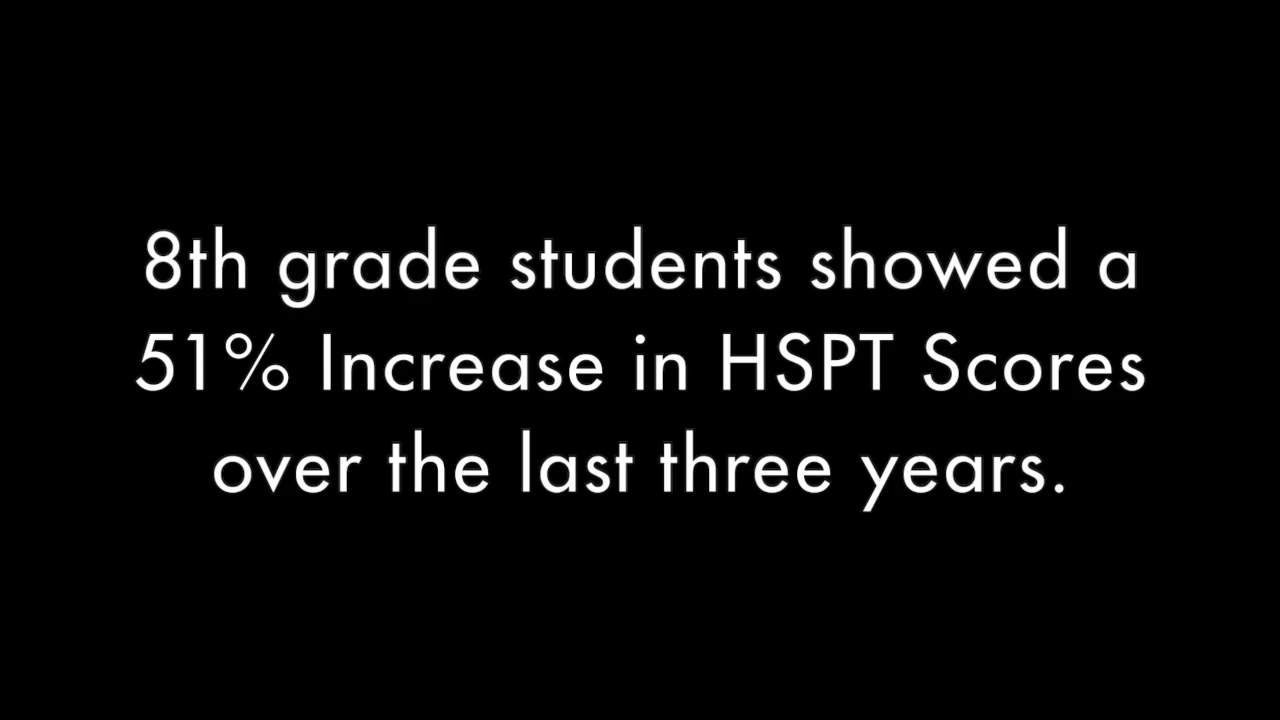 8th grade students showed a
51% Increase in HSPT Scores
over the last three years.